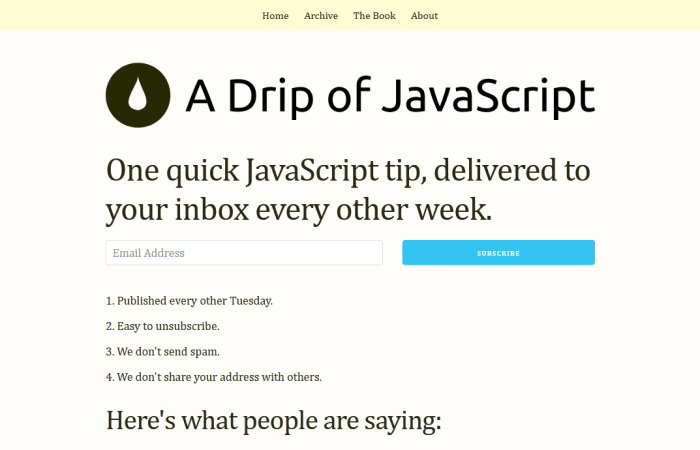 Home Archive The Book About
A Drip of JavaScript
One quick JavaScript tip, delivered to
your inbox every other week.
Email Address SUBSCRIBE
1. Published every other Tuesday.
2. Easy to unsubscribe.
3. We don't send spam.
4. We don't share your address with others.
Here's what people are saying: